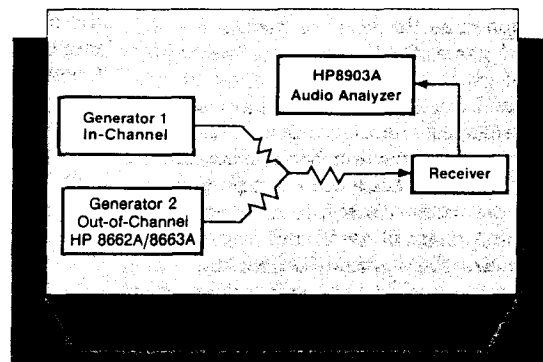 HP8903A
Audio Analyzer
Generator 1
In-Channel
Receiver
Generator 2
Out-of-Channel
HP 8662A/8663A